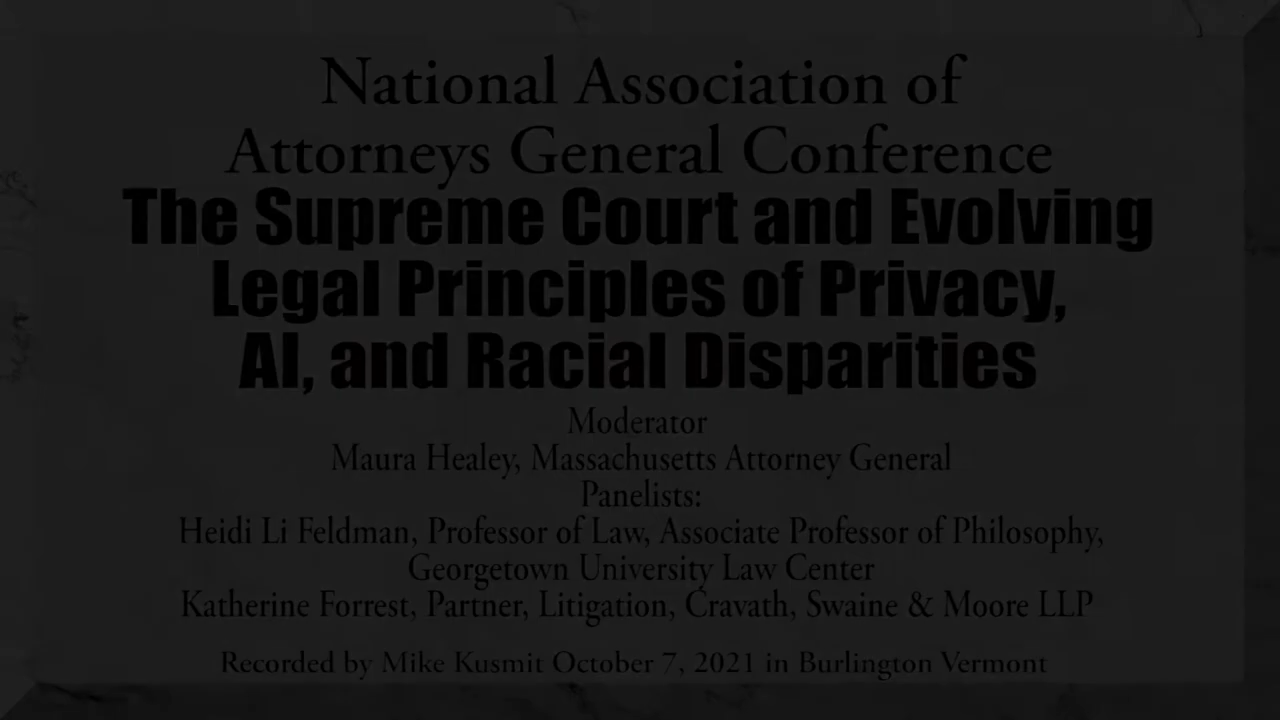 National Association of
Attorneys General Conference
The Supreme Court and Evolving
Legal Principles of Privacy,
AI, and Racial Disparities
Moderator
Maura Healey, Massachusetts Attorney General
Panelists:
Heidi Li Feldman, Professor of Law, Associate Professor of Philosophy,
Georgetown University Law Center
Katherine Forrest, Partner, Litigation, Cravath, Swaine & Moore LLP
Recorded by Mike Kusmit October 7, 2021 in Burlington Vermont